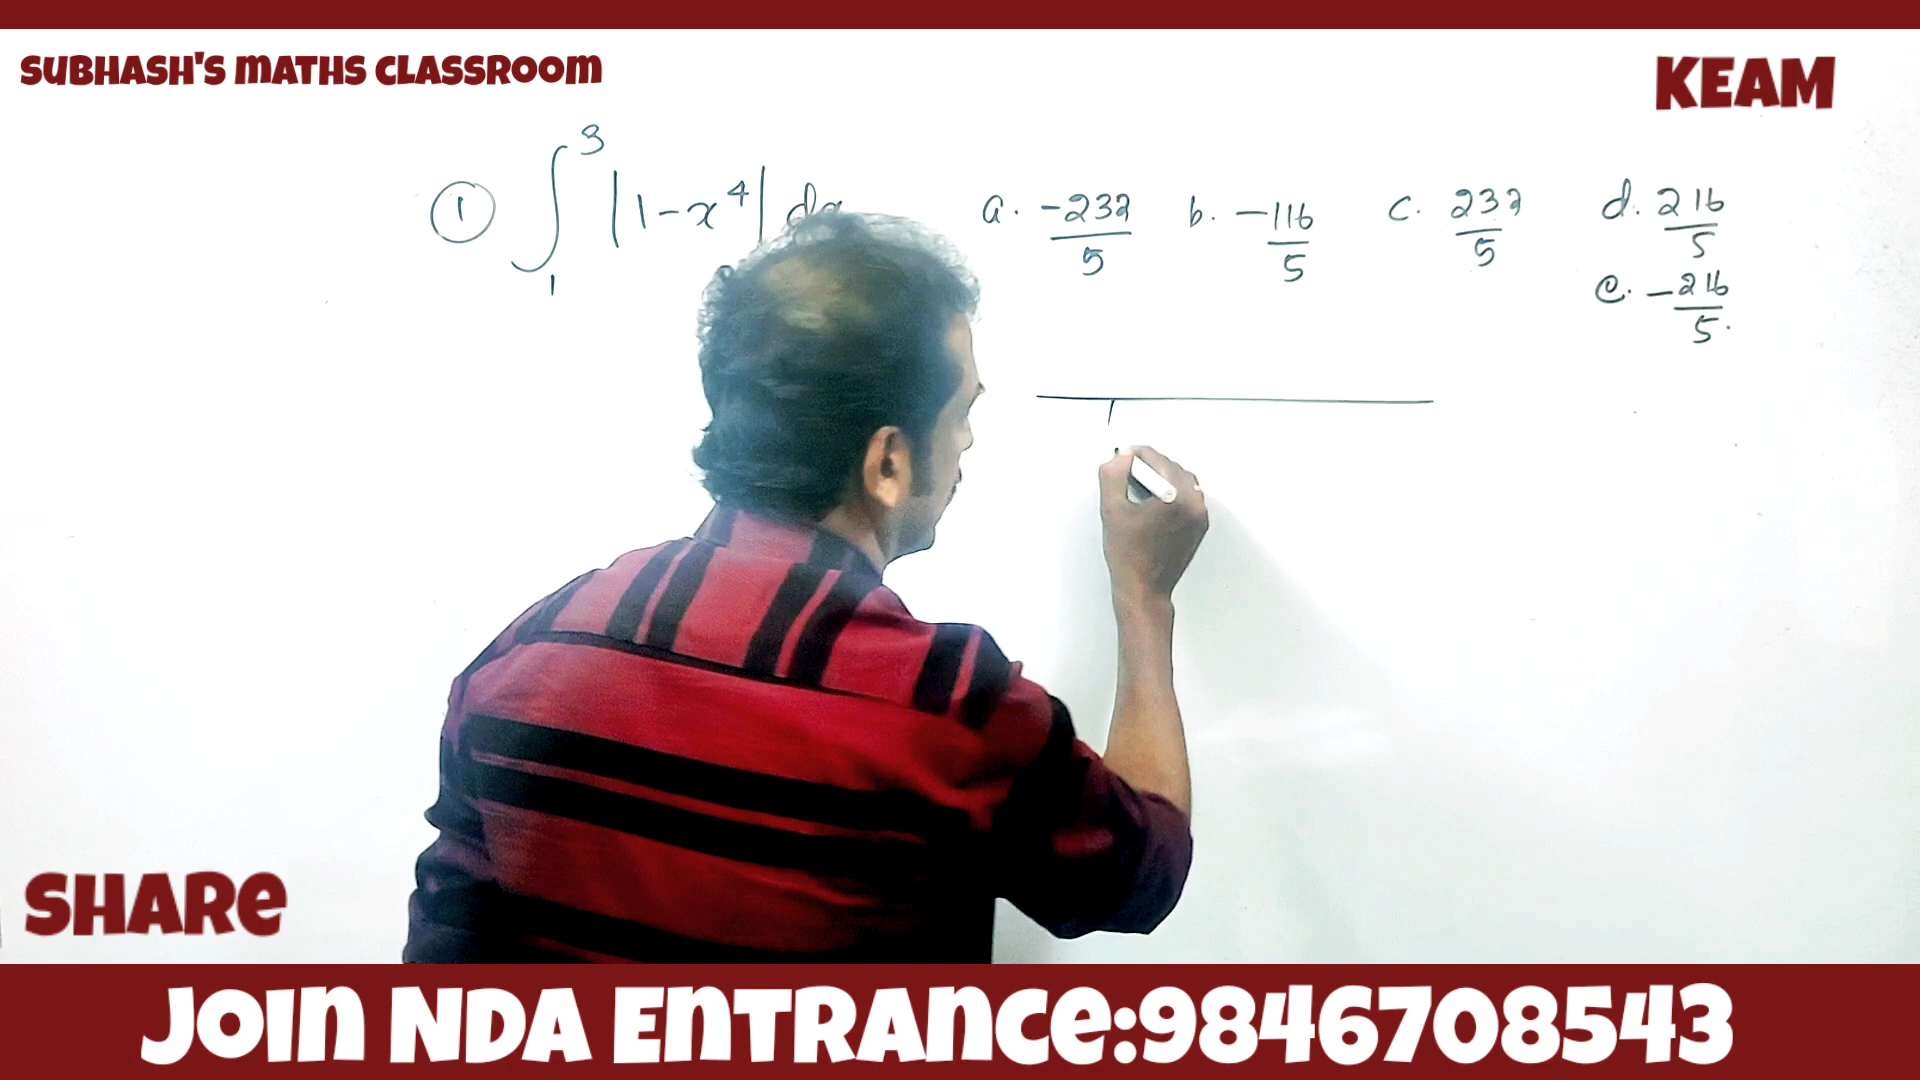 SUBHASH'S MATHS CLASSROOM
KEAM
① ∫₁³ |1-x⁴| dx a. -232/5 b. -116/5 c. 232/5 d. 216/5
e. -216/5.
SHARE
JOIN NDA ENTRANCE:9846708543